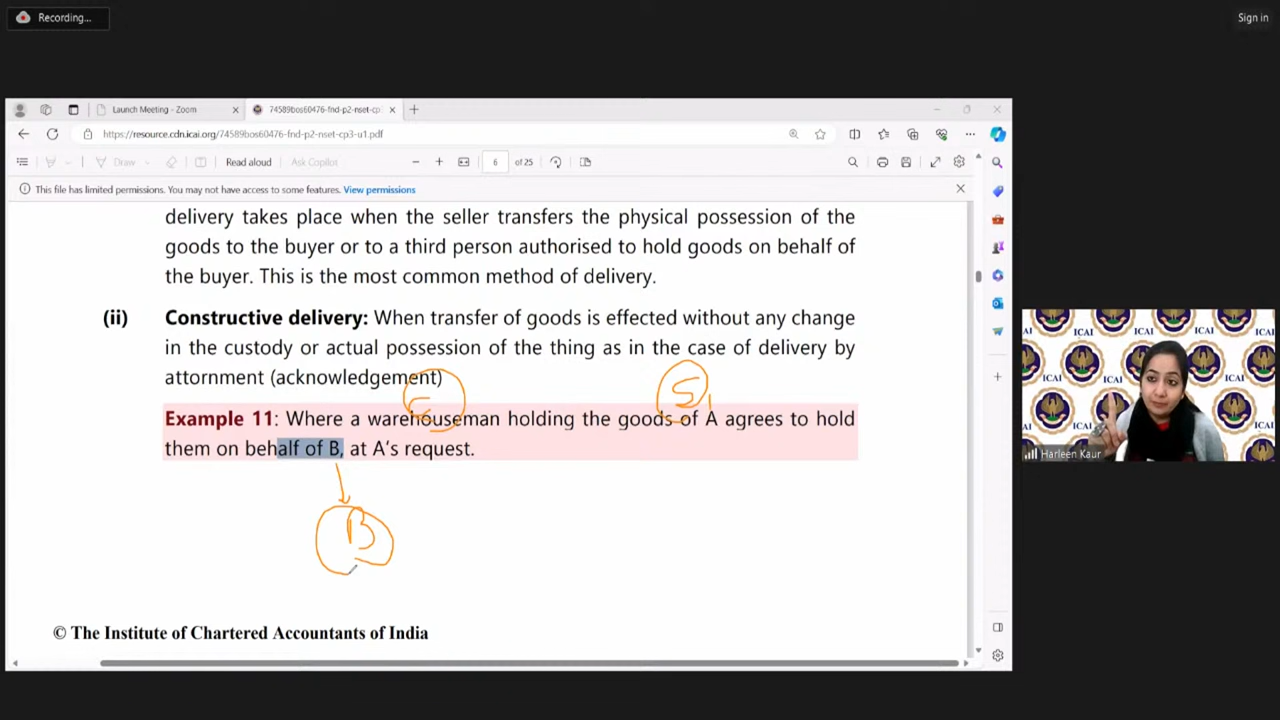 Recording...
Sign in
Launch Meeting - Zoom
74589bos60476-fnd-p2-nset-cp
https://resource.cdn.icai.org/74589bos60476-fnd-p2-nset-cp3-u1.pdf
Draw
Read aloud
Ask Copilot
6
of 25
This file has limited permissions. You may not have access to some features. View permissions
delivery takes place when the seller transfers the physical possession of the
goods to the buyer or to a third person authorised to hold goods on behalf of
the buyer. This is the most common method of delivery.
(ii) Constructive delivery: When transfer of goods is effected without any change
in the custody or actual possession of the thing as in the case of delivery by
attornment (acknowledgement)
S
Example 11: Where a warehouseman holding the goods of A agrees to hold
them on behalf of B, at A's request.
B
© The Institute of Chartered Accountants of India
ICAI
ICAI
ICAI
Harleen Kaur